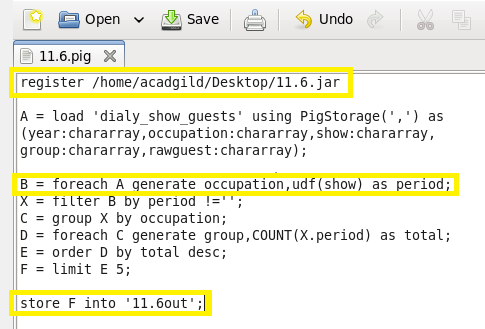 Open
Save
Undo
11.6.pig
register /home/acadgild/Desktop/11.6.jar
A = load 'dialy_show_guests' using PigStorage(',') as
(year:chararray,occupation:chararray,show:chararray,
group:chararray,rawguest:chararray);
B = foreach A generate occupation,udf(show) as period;
X = filter B by period !='';
C = group X by occupation;
D = foreach C generate group,COUNT(X.period) as total;
E = order D by total desc;
F = limit E 5;
store F into '11.6out';